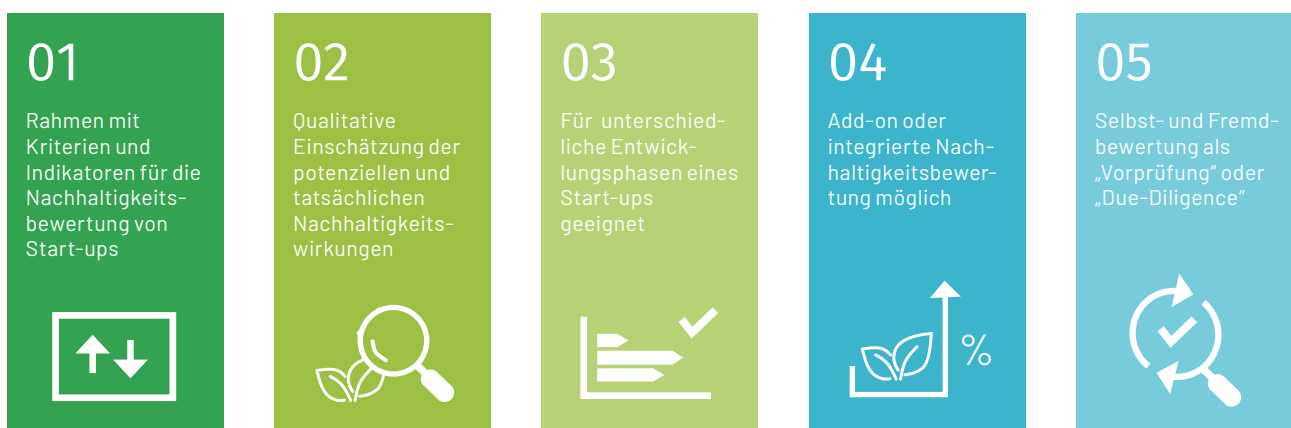 01
Rahmen mit
Kriterien und
Indikatoren für die
Nachhaltigkeits-
bewertung von
Start-ups
02
Qualitative
Einschätzung der
potenziellen und
tatsächlichen
Nachhaltigkeits-
wirkungen
03
Für unterschied-
liche Entwick-
lungsphasen eines
Start-ups
geeignet
04
Add-on oder
integrierte Nach-
haltigkeitsbewer-
tung möglich
%
05
Selbst- und Fremd-
bewertung als
„Vorprüfung“ oder
„Due-Diligence“